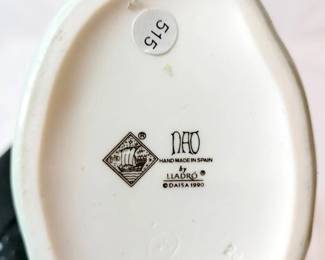 515
®
NAO
HAND MADE IN SPAIN
by
LLADRÓ ®
© DAISA 1990